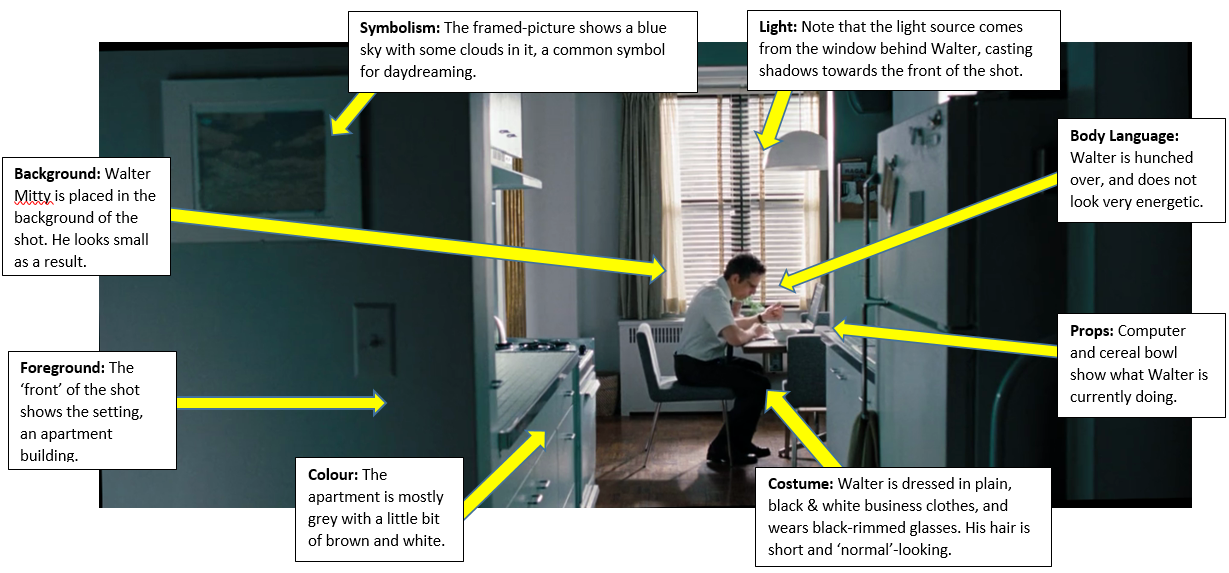 Symbolism: The framed-picture shows a blue
sky with some clouds in it, a common symbol
for daydreaming.
Light: Note that the light source comes
from the window behind Walter, casting
shadows towards the front of the shot.
Body Language:
Walter is hunched
over, and does not
look very energetic.
Background: Walter
Mitty is placed in the
background of the
shot. He looks small
as a result.
Props: Computer
and cereal bowl
show what Walter is
currently doing.
Foreground: The
‘front’ of the shot
shows the setting,
an apartment
building.
Colour: The
apartment is mostly
grey with a little bit
of brown and white.
Costume: Walter is dressed in plain,
black & white business clothes, and
wears black-rimmed glasses. His hair is
short and ‘normal’-looking.